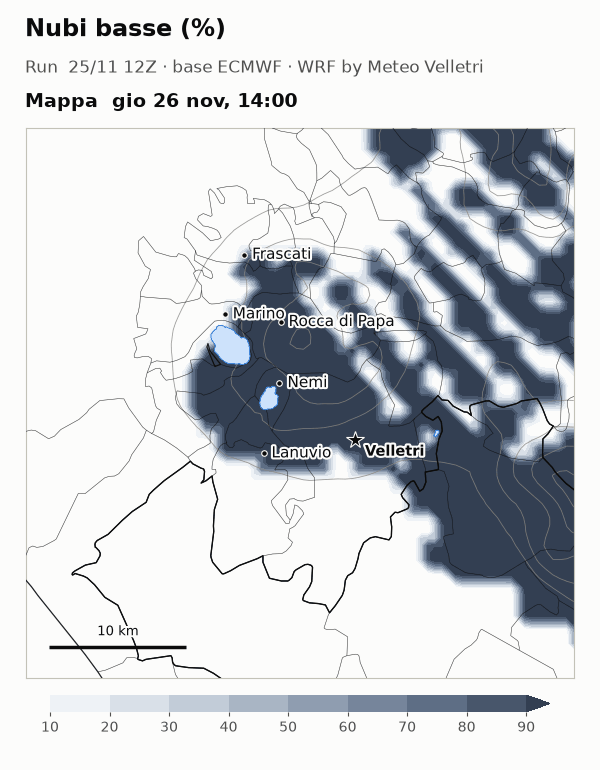 Nubi basse (%)
Run  25/11 12Z · base ECMWF · WRF by Meteo Velletri
Mappa  gio 26 nov, 14:00
Frascati
Marino
Rocca di Papa
Nemi
Velletri
Lanuvio
10 km
10 20 30 40 50 60 70 80 90